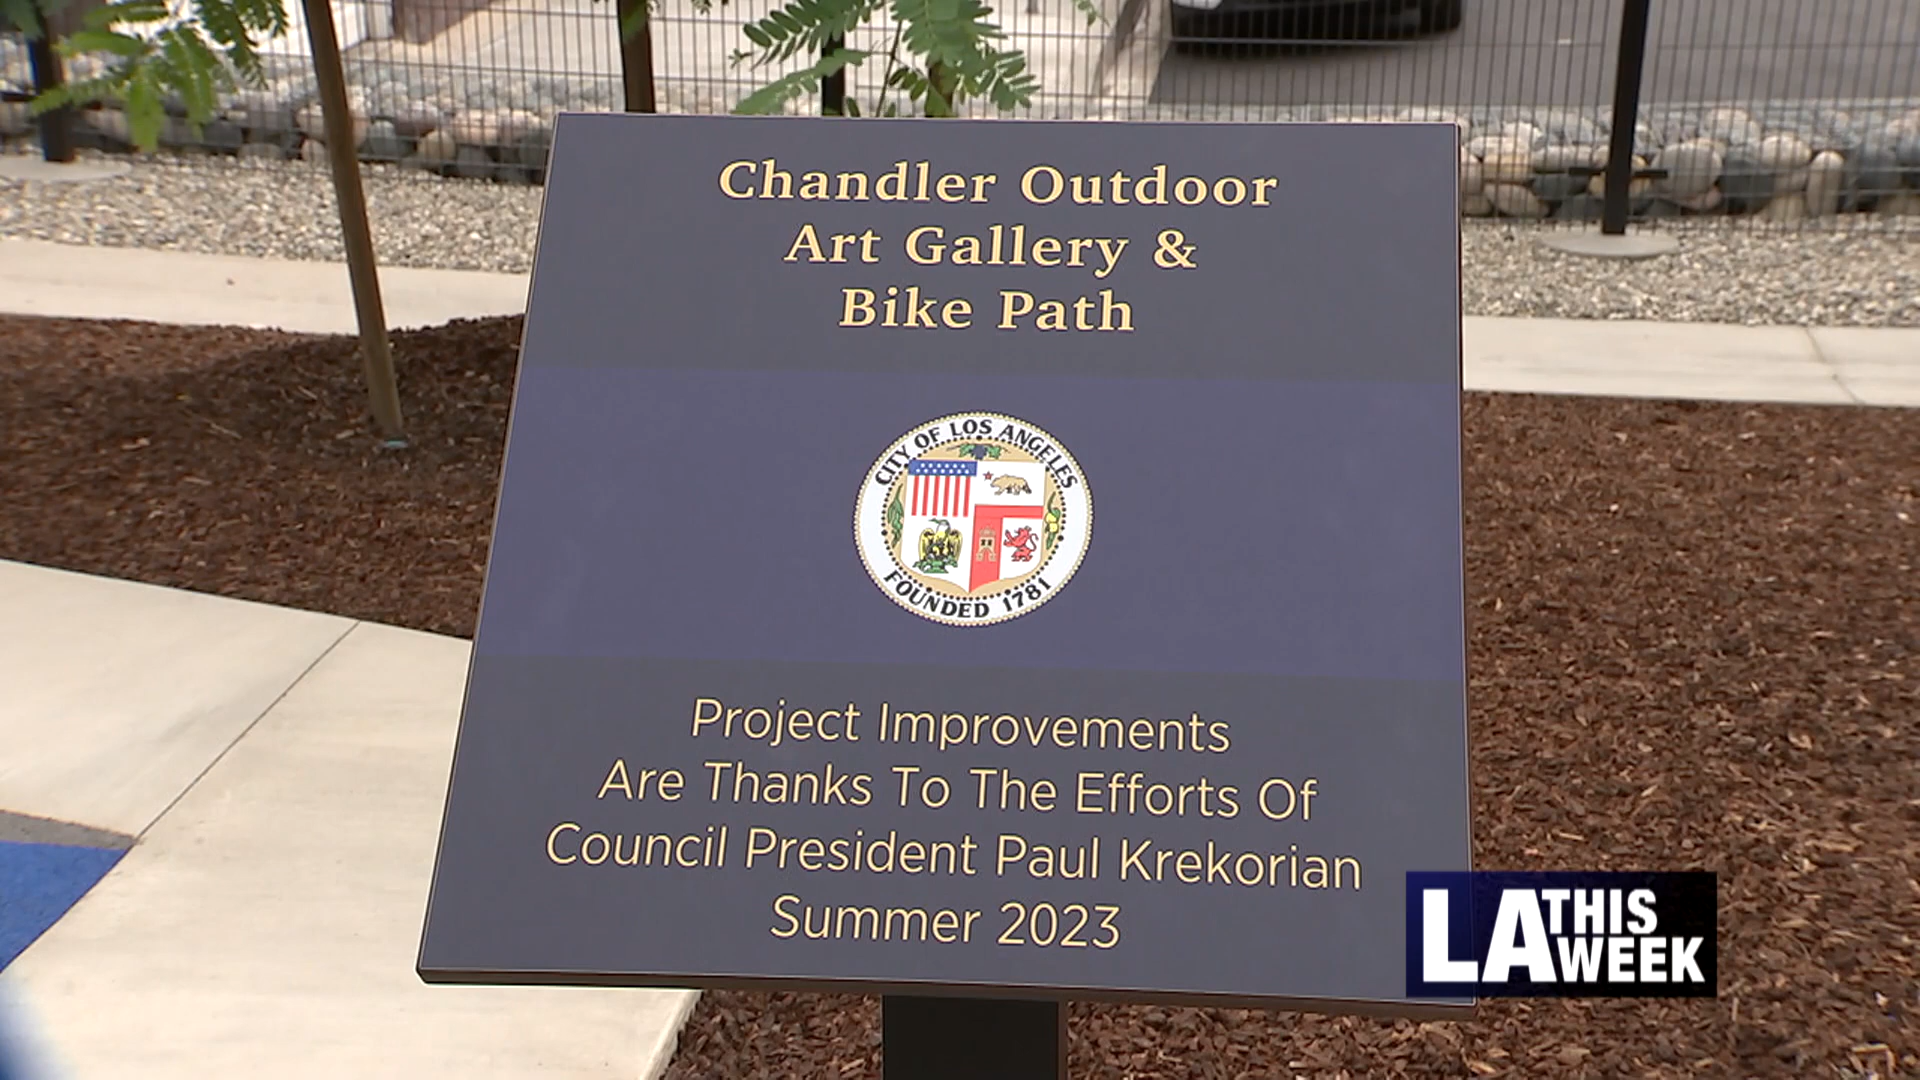 Chandler Outdoor
Art Gallery &
Bike Path
CITY OF LOS ANGELES
FOUNDED 1781
Project Improvements
Are Thanks To The Efforts Of
Council President Paul Krekorian
Summer 2023
LA THIS
WEEK